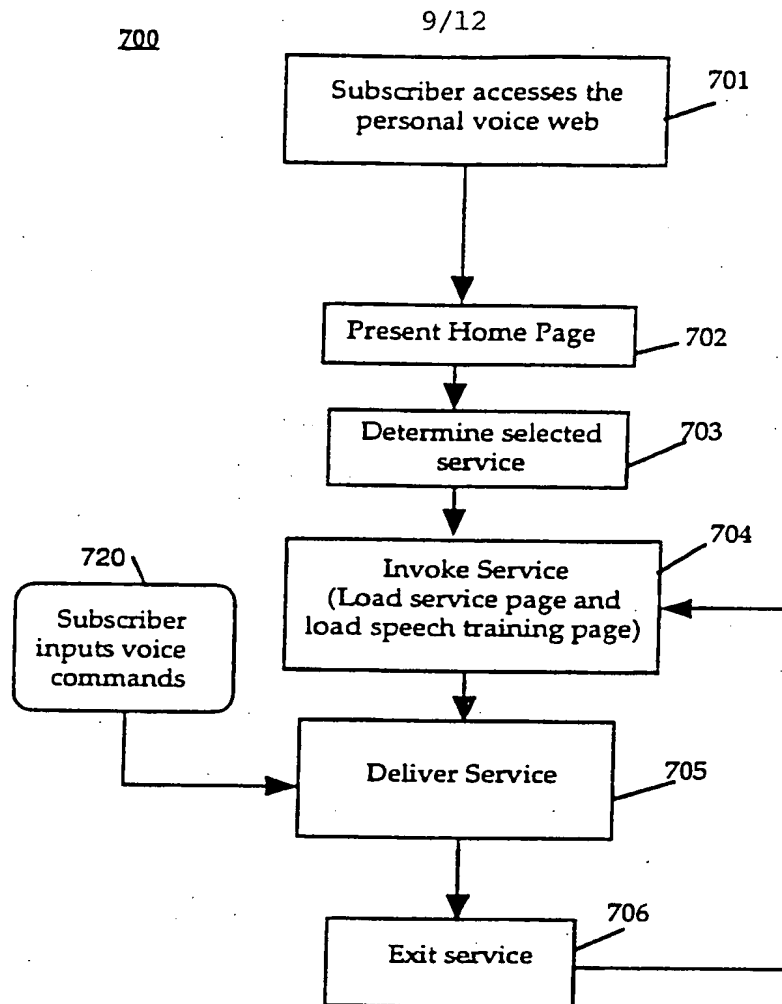 700
9/12
Subscriber accesses the
personal voice web
701
Present Home Page
702
Determine selected
service
703
Invoke Service
(Load service page and
load speech training page)
704
720
Subscriber
inputs voice
commands
Deliver Service
705
Exit service
706